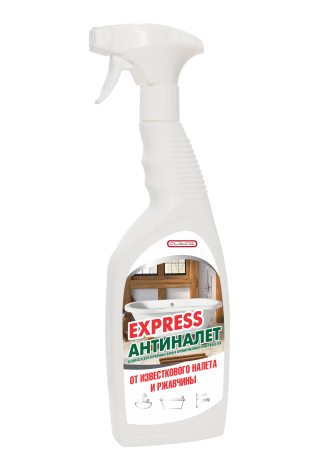 EXPRESS
АНТИНАЛЕТ
ОТ ИЗВЕСТКОВОГО НАЛЕТА
И РЖАВЧИНЫ